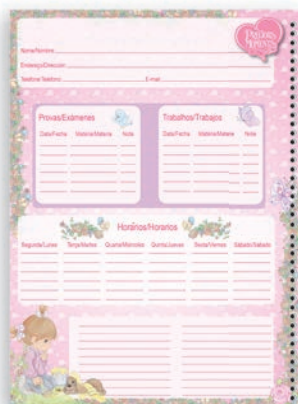 Precious Moments
Nome/Nombre:
Endereço/Dirección:
Telefone/Teléfono: E-mail:
Provas/Exámenes
Data/Fecha Matéria/Materia Nota
Trabalhos/Trabajos
Data/Fecha Matéria/Materia Nota
Horários/Horarios
Segunda/Lunes Terça/Martes Quarta/Miércoles Quinta/Jueves Sexta/Viernes Sábado/Sábado